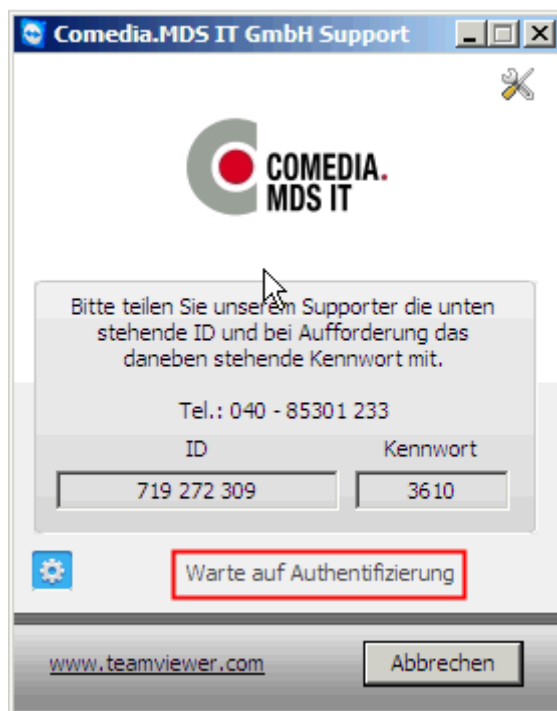 Comedia.MDS IT GmbH Support
COMEDIA.
MDS IT
Bitte teilen Sie unserem Supporter die unten
stehende ID und bei Aufforderung das
daneben stehende Kennwort mit.
Tel.: 040 - 85301 233
ID Kennwort
719 272 309 3610
Warte auf Authentifizierung
www.teamviewer.com Abbrechen